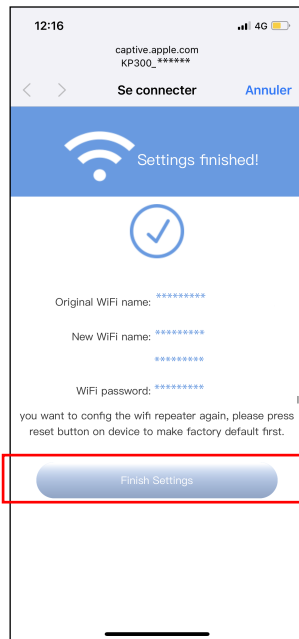 12:16
4G
captive.apple.com
KP300_******
< > Se connecter Annuler
Settings finished!
Original WiFi name: *********
New WiFi name: *********
*********
WiFi password: *********
I
you want to config the wifi repeater again, please press
reset button on device to make factory default first.
Finish Settings